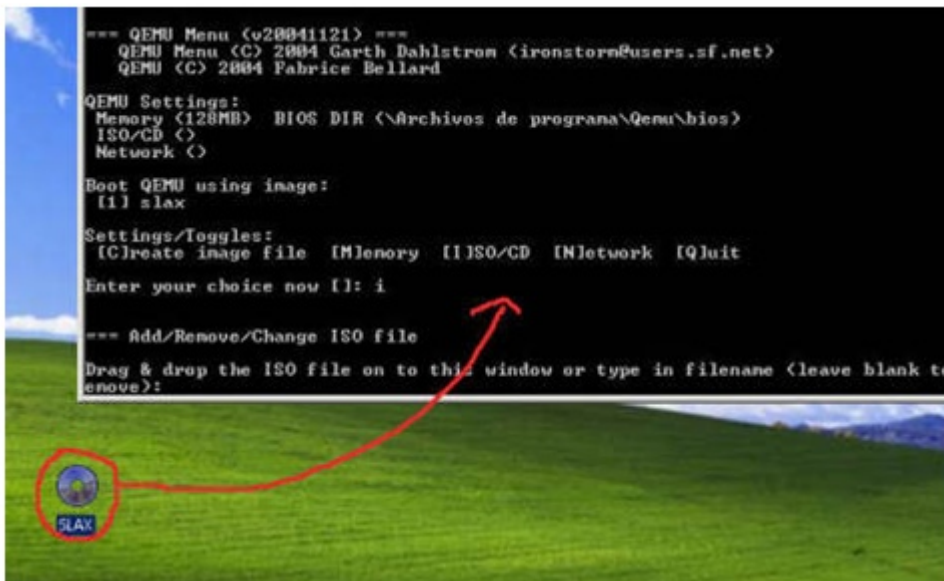 === QEMU Menu (v20041121) ===
QEMU Menu (C) 2004 Garth Dahlstrom (ironstorm@users.sf.net)
QEMU (C) 2004 Fabrice Bellard
QEMU Settings:
Memory (128MB) BIOS DIR (\Archivos de programa\Qemu\bios)
ISO/CD ()
Network ()
Boot QEMU using image:
[1] slax
Settings/Toggles:
[C]reate image file [M]emory [I]SO/CD [N]etwork [Q]uit
Enter your choice now []: i
=== Add/Remove/Change ISO file
Drag & drop the ISO file on to this window or type in filename (leave blank to
emove):
SLAX